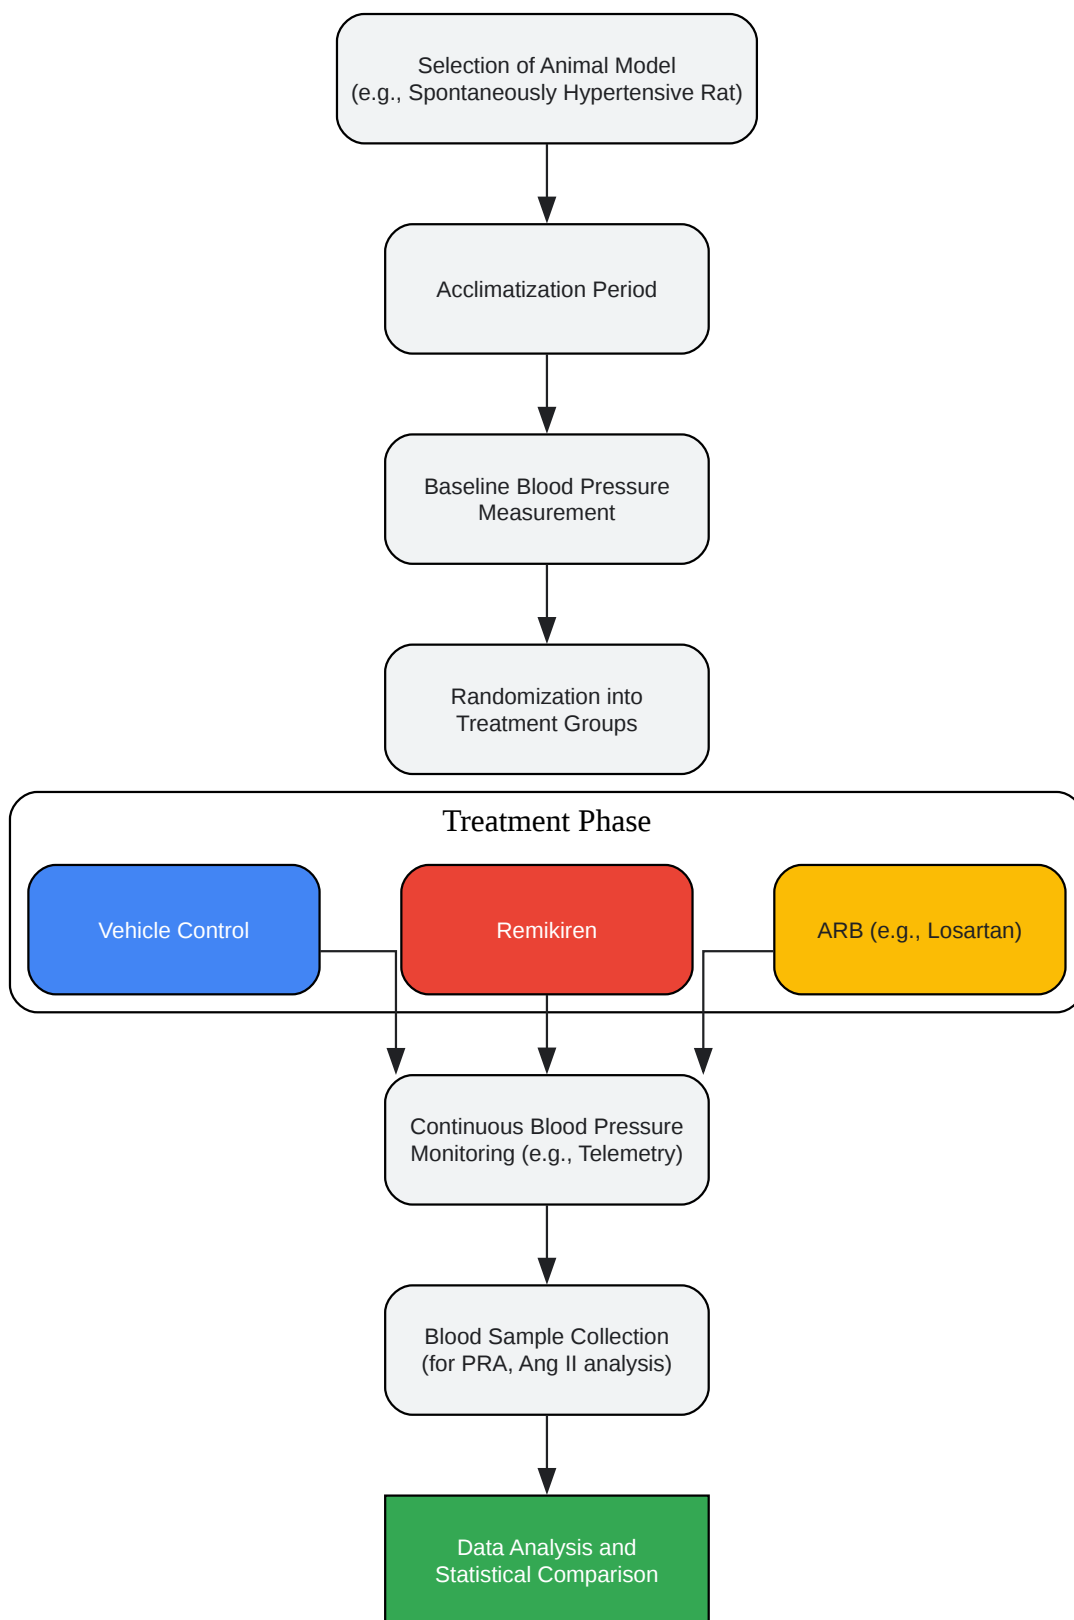 Selection of Animal Model
(e.g., Spontaneously Hypertensive Rat)
Acclimatization Period
Baseline Blood Pressure
Measurement
Randomization into
Treatment Groups
Treatment Phase
Vehicle Control
Remikiren
ARB (e.g., Losartan)
Continuous Blood Pressure
Monitoring (e.g., Telemetry)
Blood Sample Collection
(for PRA, Ang II analysis)
Data Analysis and
Statistical Comparison